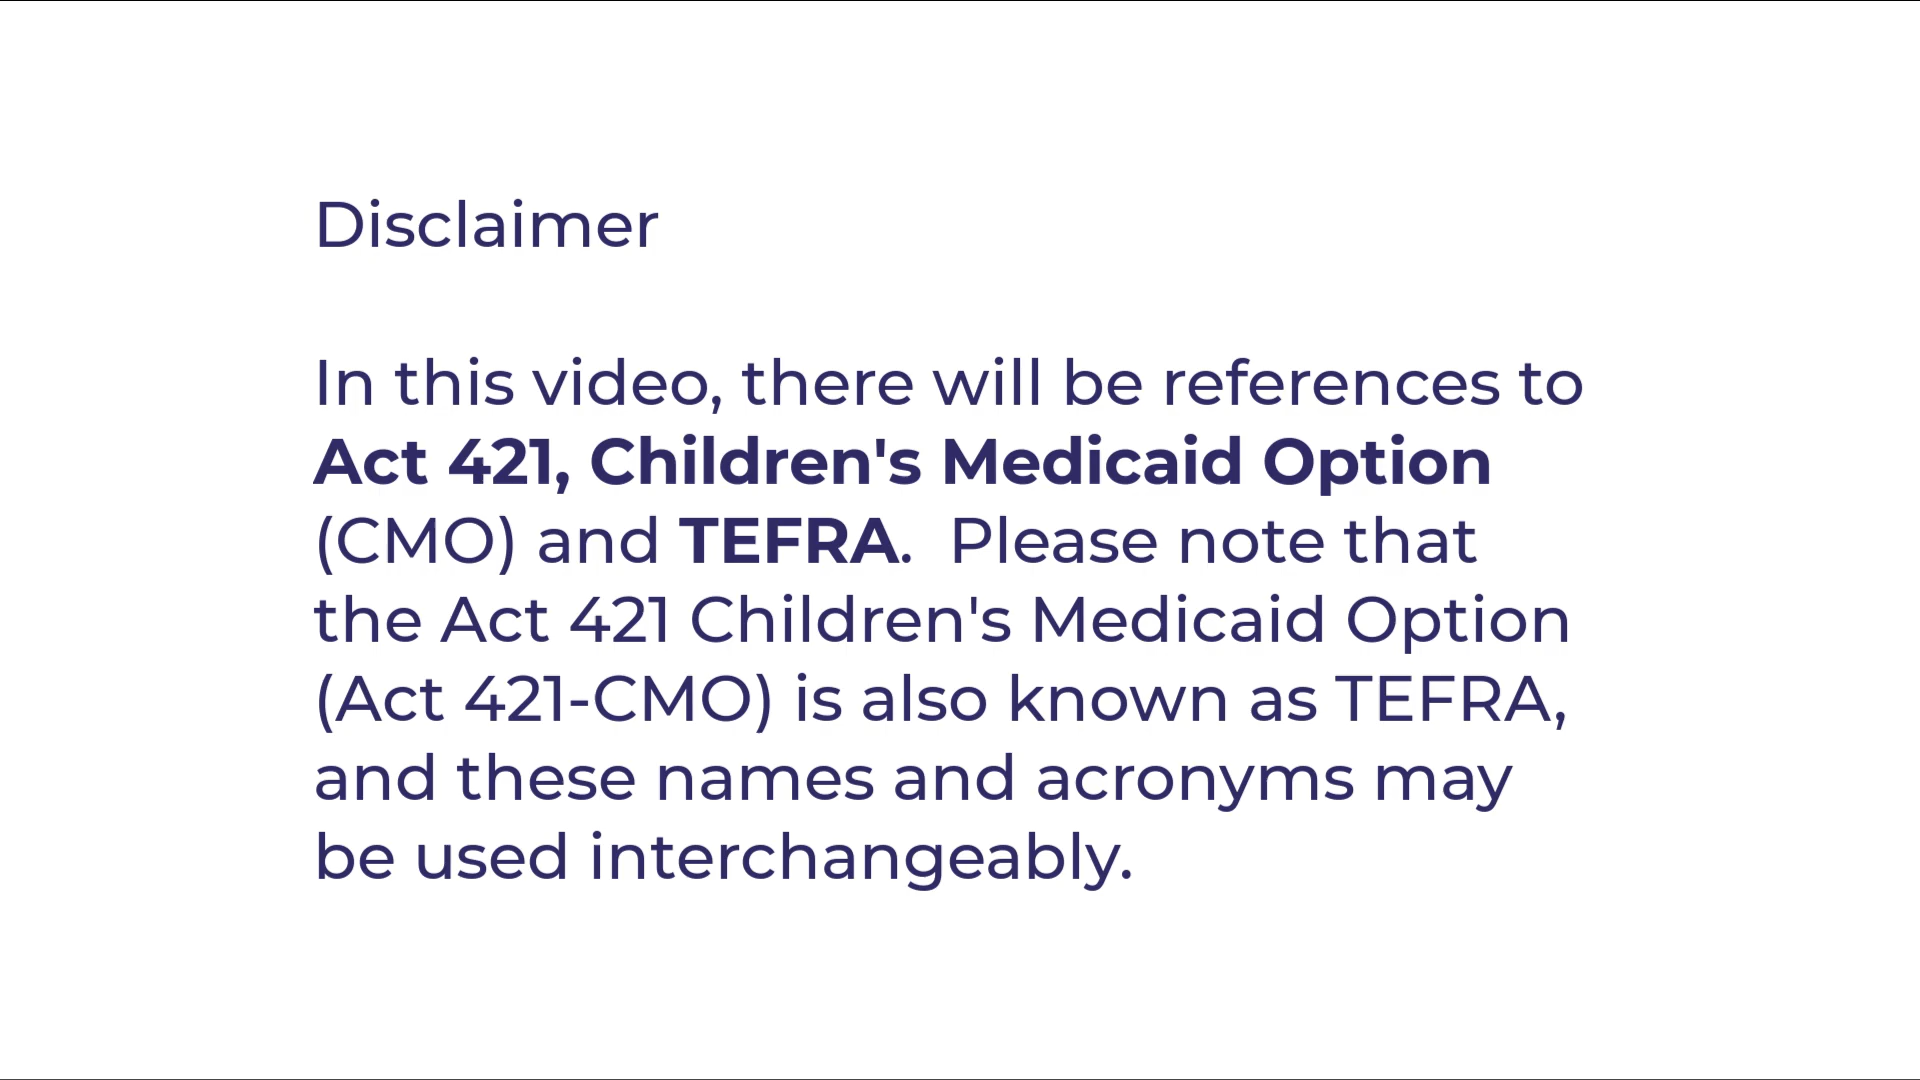 Disclaimer
In this video, there will be references to
Act 421, Children's Medicaid Option
(CMO) and TEFRA.  Please note that
the Act 421 Children's Medicaid Option
(Act 421-CMO) is also known as TEFRA,
and these names and acronyms may
be used interchangeably.